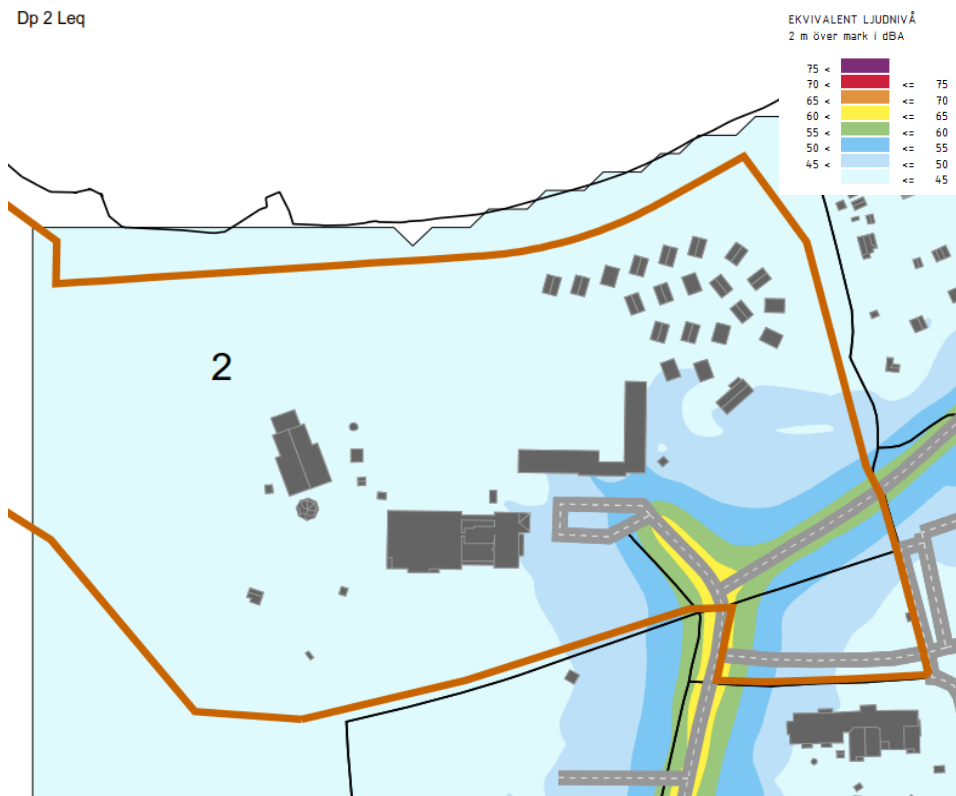 Dp 2 Leq
EKVIVALENT LJUDNIVÅ
2 m över mark i dBA
75 <
70 < <= 75
65 < <= 70
60 < <= 65
55 < <= 60
50 < <= 55
45 < <= 50
<= 45
2